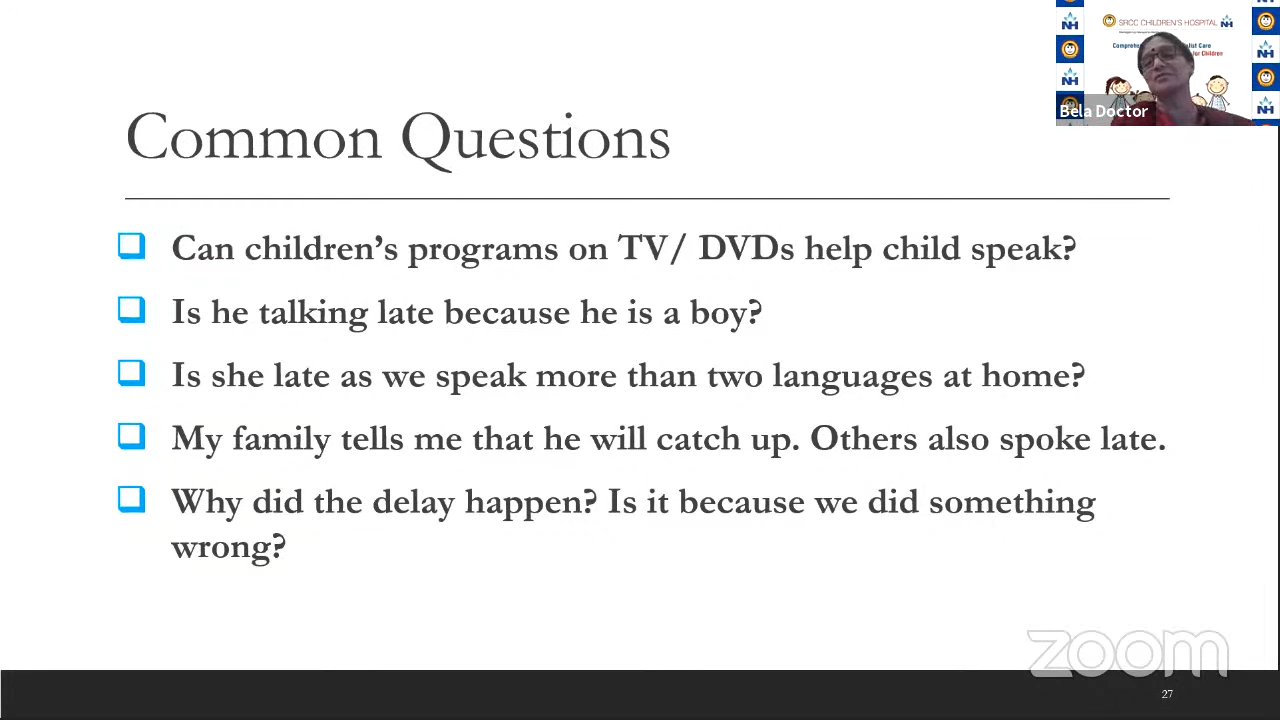 SRCC CHILDREN'S HOSPITAL NH
for Children
Bela Doctor
Common Questions
Can children's programs on TV/ DVDs help child speak?
Is he talking late because he is a boy?
Is she late as we speak more than two languages at home?
My family tells me that he will catch up. Others also spoke late.
Why did the delay happen? Is it because we did something
wrong?
zoom
27